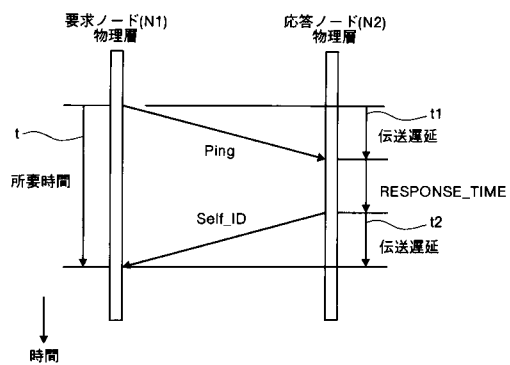 要求ノード(N1)
物理層
応答ノード(N2)
物理層
t
t1
伝送遅延
Ping
所要時間
RESPONSE_TIME
Self_ID
t2
伝送遅延
時間